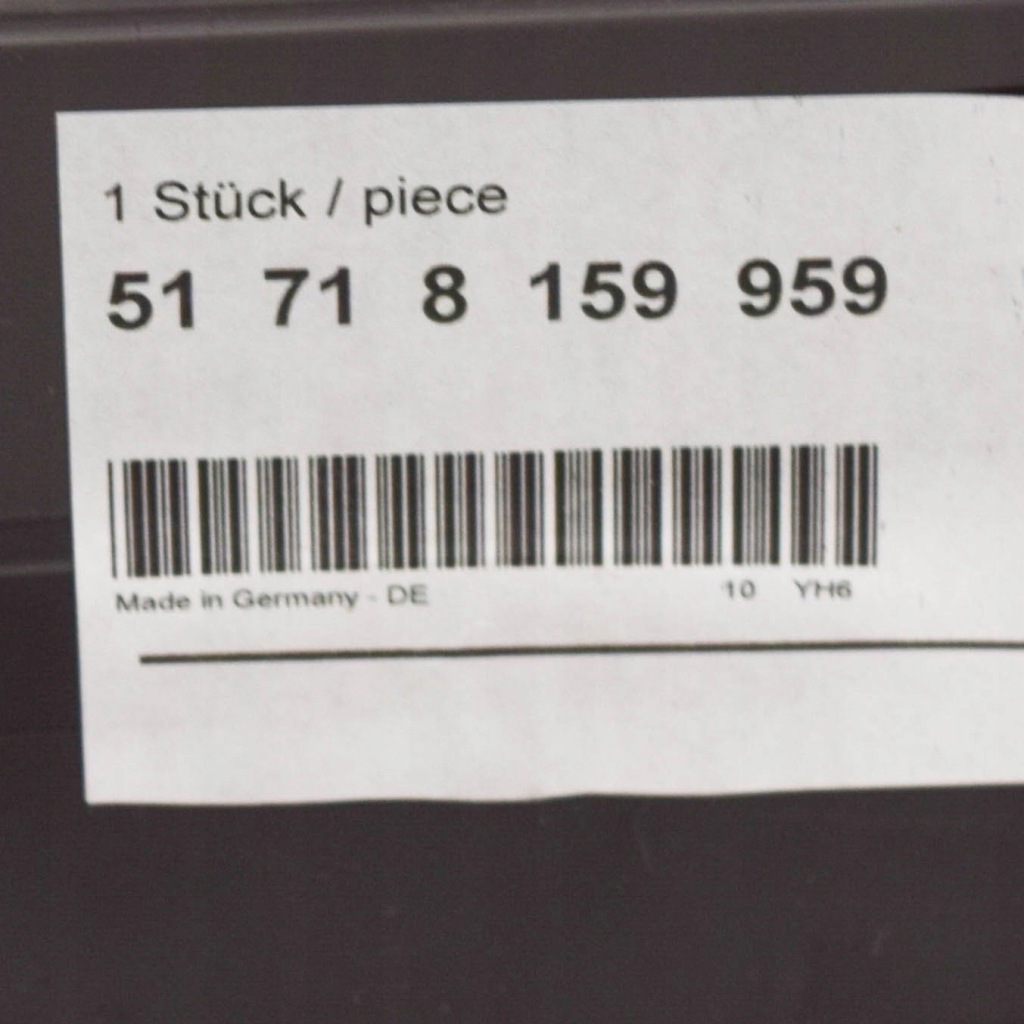 1 Stück / piece
51 71 8 159 959
Made in Germany - DE 10 YH6